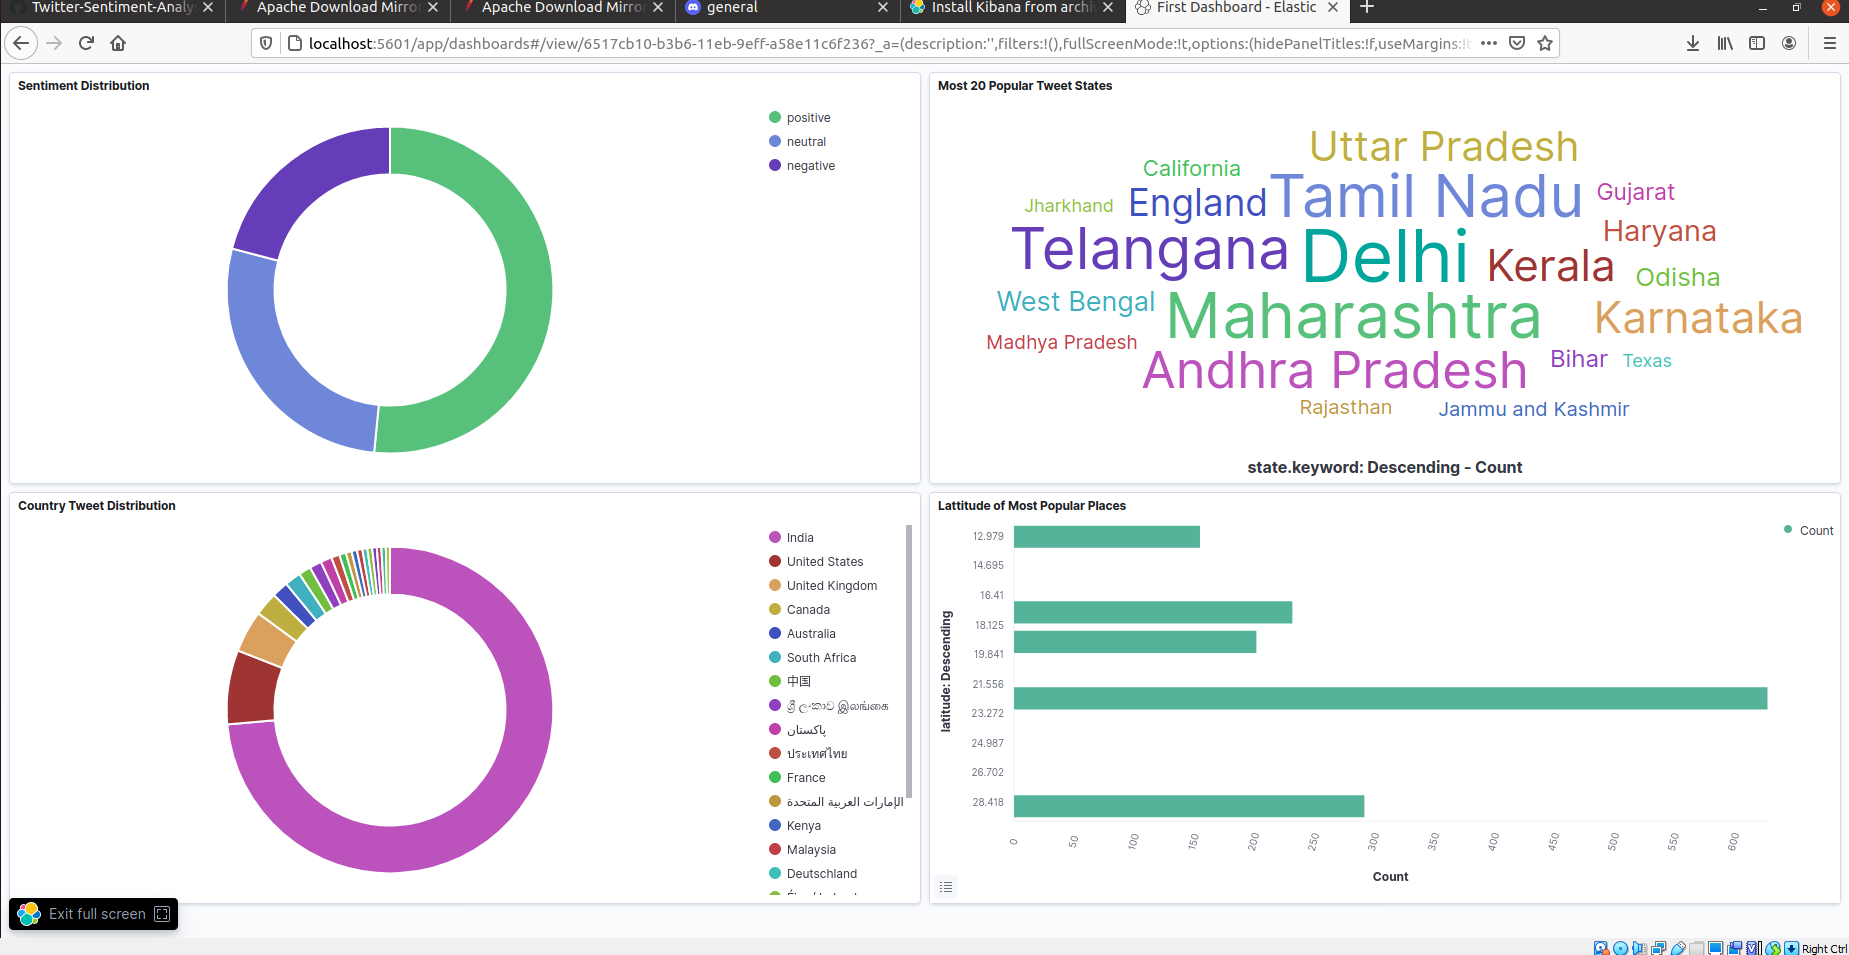 Twitter-Sentiment-Analy
Apache Download Mirro
Apache Download Mirro
general
Install Kibana from archi
First Dashboard - Elastic
localhost:5601/app/dashboards#/view/6517cb10-b3b6-11eb-9eff-a58e11c6f236?_a=(description:'',filters:!(),fullScreenMode:!t,options:(hidePanelTitles:!f,useMargins:!t
Sentiment Distribution
positive
neutral
negative
Most 20 Popular Tweet States
Uttar Pradesh
California
Tamil Nadu
Gujarat
Jharkhand
England
Haryana
Telangana
Delhi
Kerala
Odisha
West Bengal
Maharashtra
Karnataka
Madhya Pradesh
Andhra Pradesh
Bihar
Texas
Rajasthan
Jammu and Kashmir
state.keyword: Descending - Count
Country Tweet Distribution
India
United States
United Kingdom
Canada
Australia
South Africa
中国
ශ්‍රී ලංකාව இலங்கை
پاکستان
ประเทศไทย
France
الإمارات العربية المتحدة
Kenya
Malaysia
Deutschland
Lattitude of Most Popular Places
Count
latitude: Descending
12.979
14.695
16.41
18.125
19.841
21.556
23.272
24.987
26.702
28.418
0
50
100
150
200
250
300
350
400
450
500
550
600
Count
Exit full screen
Right Ctrl